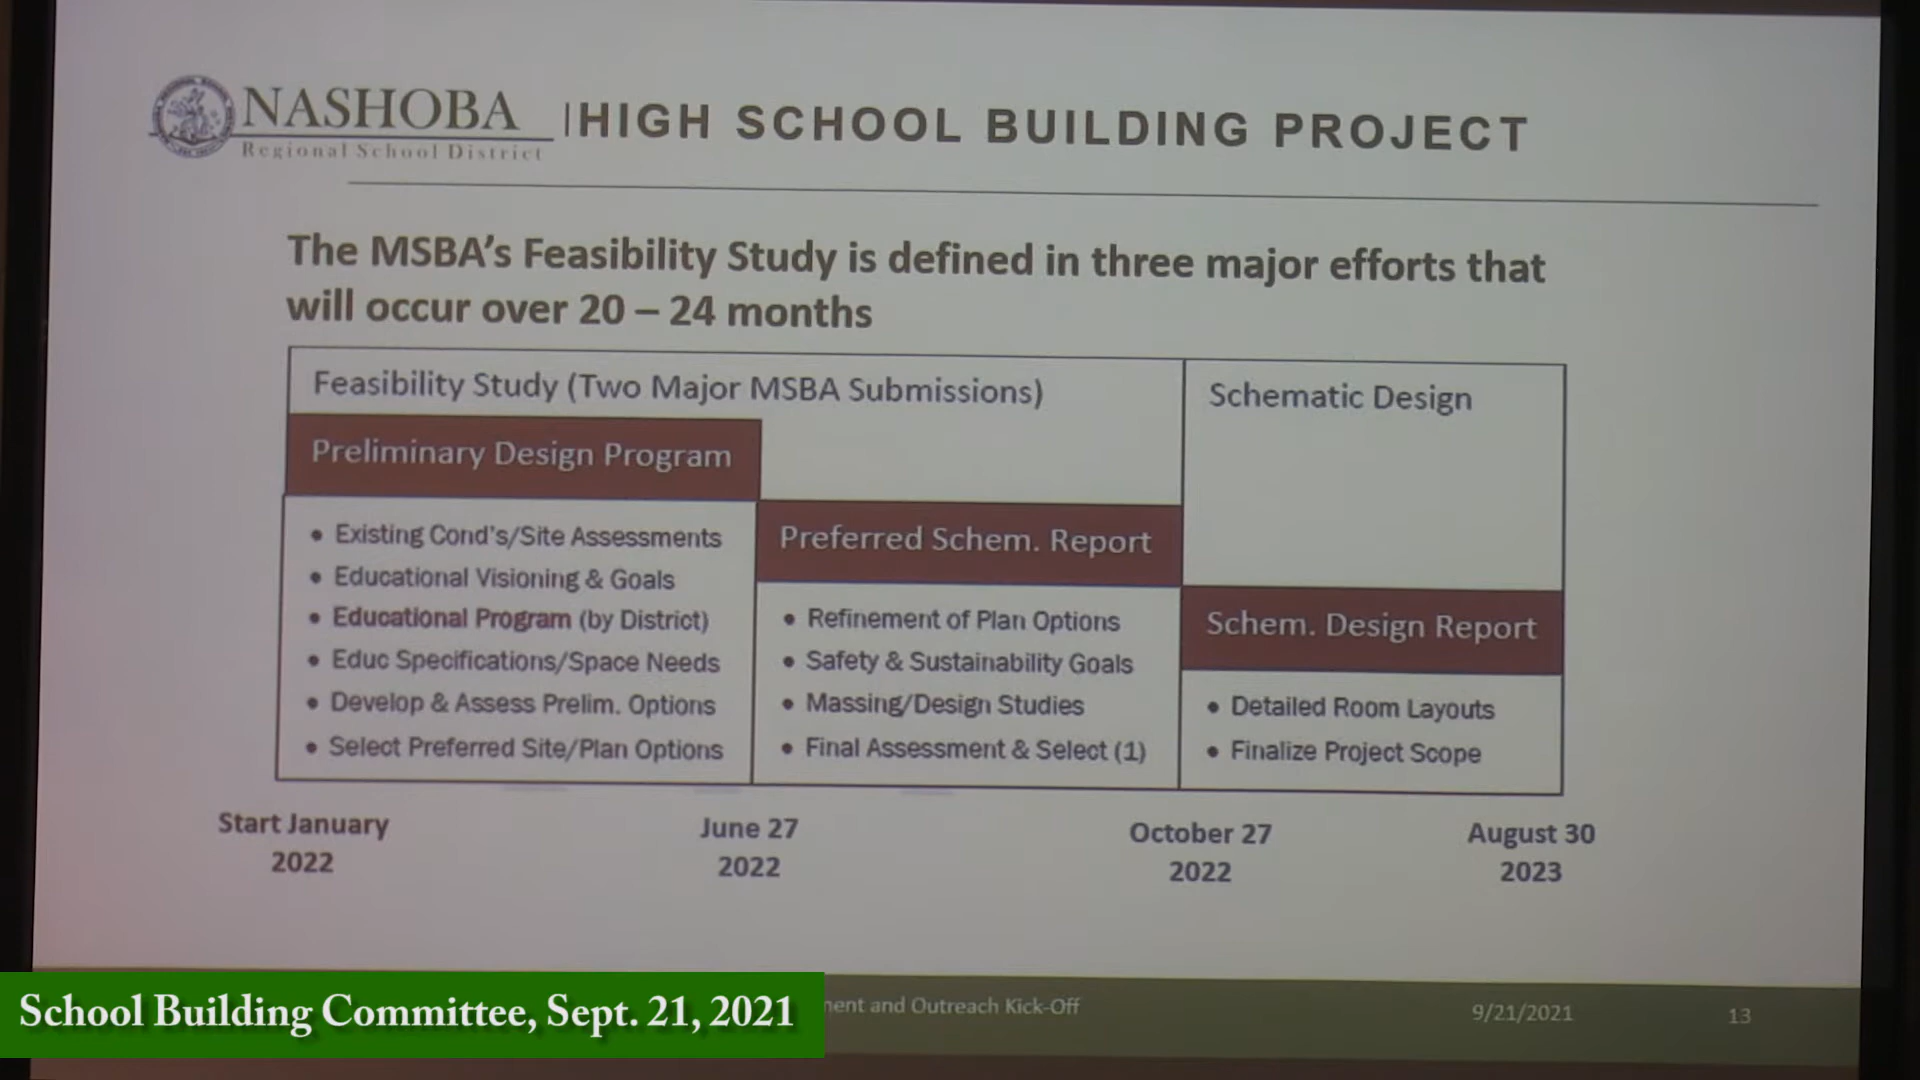 NASHOBA
Regional School District
HIGH SCHOOL BUILDING PROJECT
The MSBA's Feasibility Study is defined in three major efforts that
will occur over 20 – 24 months
Feasibility Study (Two Major MSBA Submissions)
Schematic Design
Preliminary Design Program
• Existing Cond's/Site Assessments
• Educational Visioning & Goals
• Educational Program (by District)
• Educ Specifications/Space Needs
• Develop & Assess Prelim. Options
• Select Preferred Site/Plan Options
Preferred Schem. Report
• Refinement of Plan Options
• Safety & Sustainability Goals
• Massing/Design Studies
• Final Assessment & Select (1)
Schem. Design Report
• Detailed Room Layouts
• Finalize Project Scope
Start January
2022
June 27
2022
October 27
2022
August 30
2023
School Building Committee, Sept. 21, 2021
and Outreach Kick-Off
9/21/2021
13